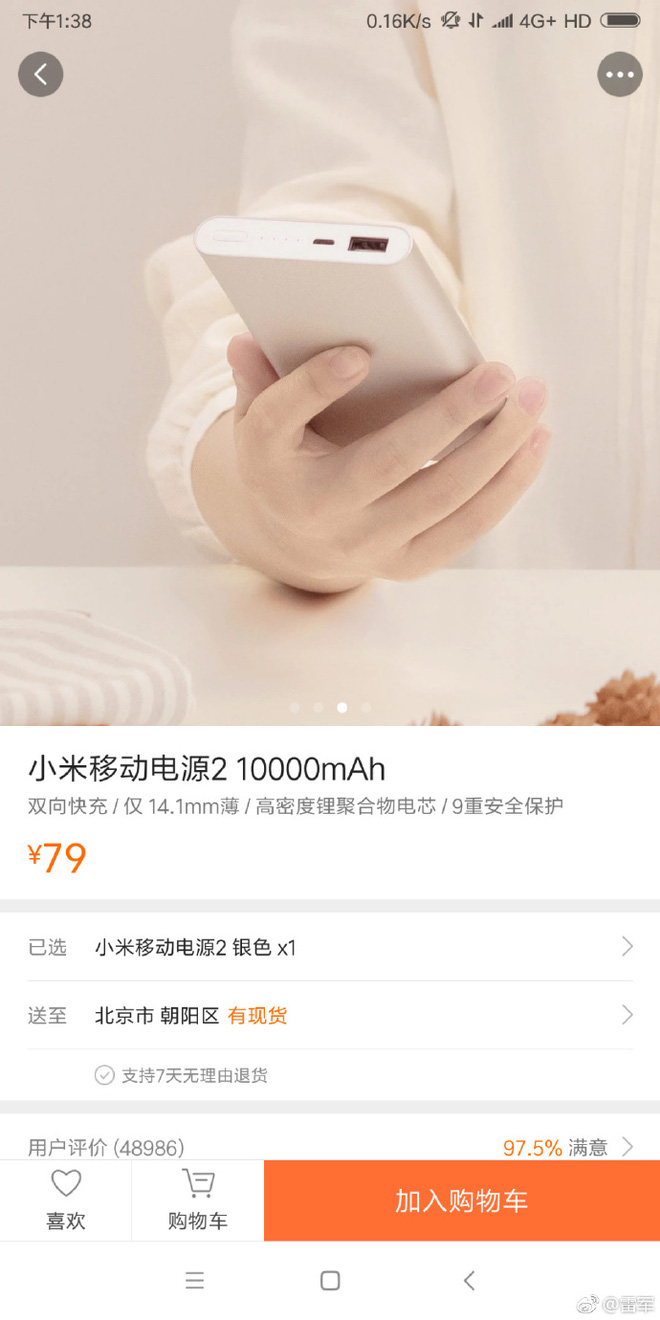 下午1:38
0.16K/s 4G+ HD
小米移动电源2 10000mAh
双向快充 / 仅 14.1mm薄 / 高密度锂聚合物电芯 / 9重安全保护
¥79
已选 小米移动电源2 银色 x1
送至 北京市 朝阳区 有现货
支持7天无理由退货
用户评价 (48986) 97.5% 满意
喜欢 购物车 加入购物车
@雷军